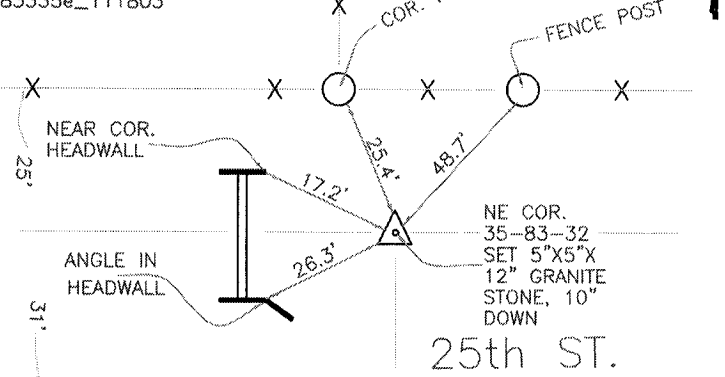 COR.
FENCE POST
NEAR COR.
HEADWALL
25'
25.4'
48.7'
17.2'
26.3'
ANGLE IN
HEADWALL
31'
NE COR.
35-83-32
SET 5"X5"X
12" GRANITE
STONE, 10"
DOWN
25th ST.